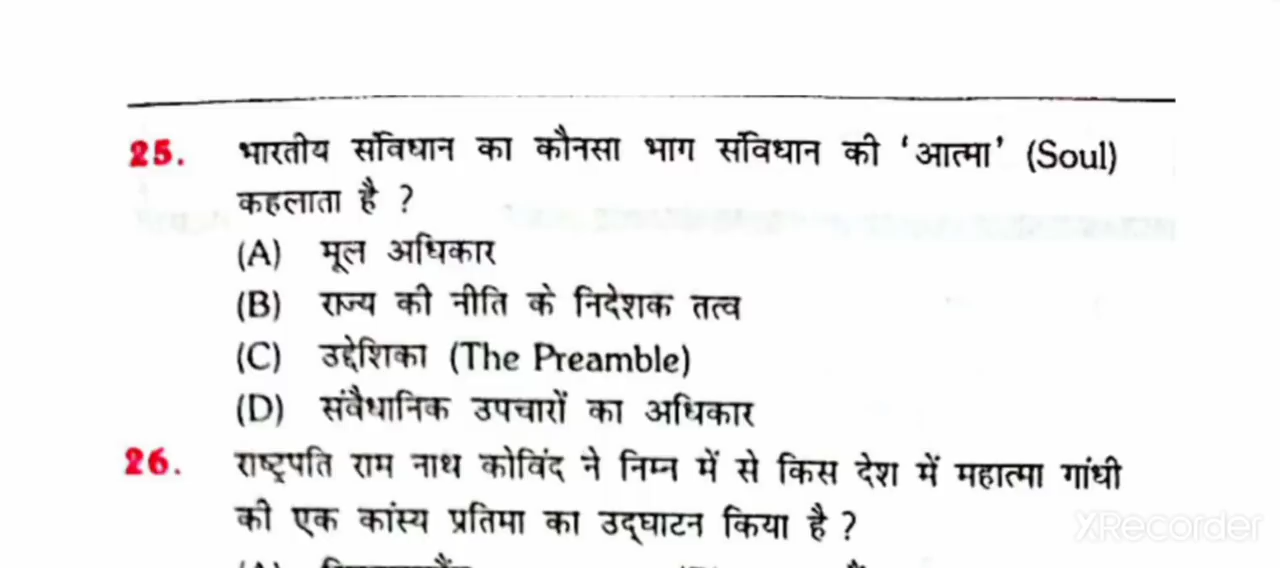 25. भारतीय संविधान का कौनसा भाग संविधान की ‘आत्मा’ (Soul)
कहलाता है ?
(A) मूल अधिकार
(B) राज्य की नीति के निदेशक तत्व
(C) उद्देशिका (The Preamble)
(D) संवैधानिक उपचारों का अधिकार
26. राष्ट्रपति राम नाथ कोविंद ने निम्न में से किस देश में महात्मा गांधी
की एक कांस्य प्रतिमा का उद्घाटन किया है ?
XRecorder